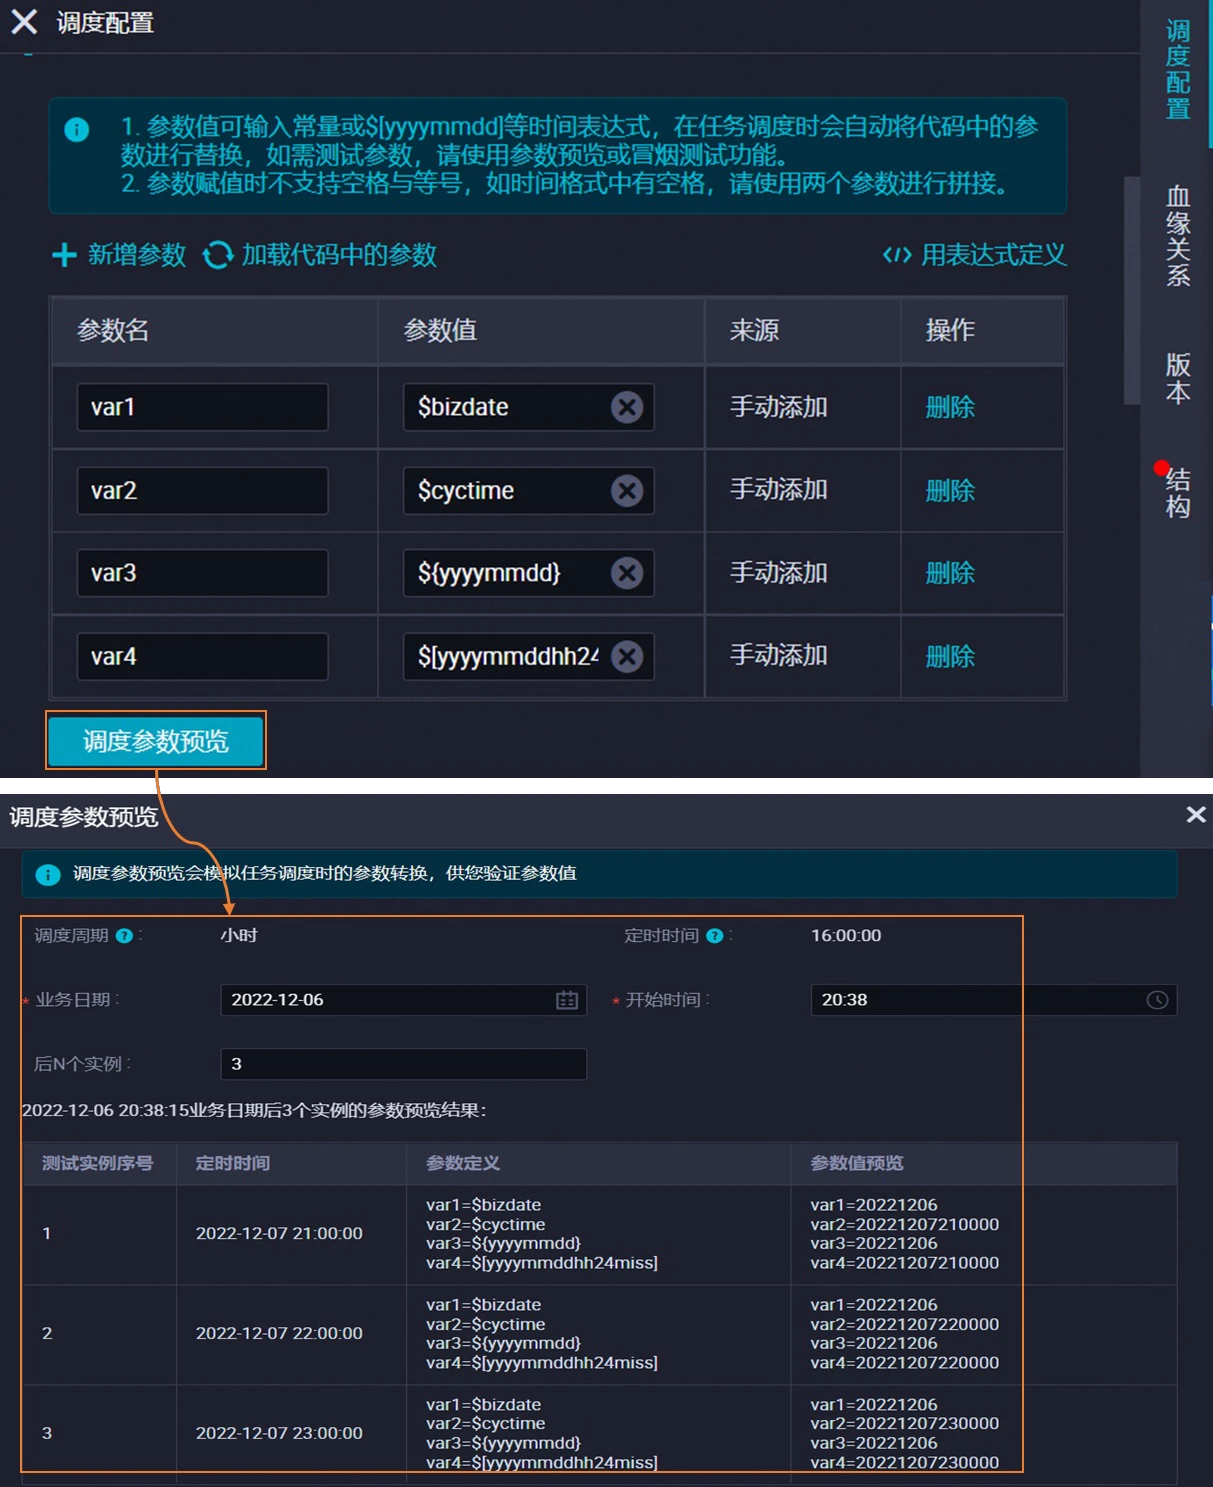 调度配置
1. 参数值可输入常量或$[yyyymmdd]等时间表达式，在任务调度时会自动将代码中的参
数进行替换，如需测试参数，请使用参数预览或冒烟测试功能。
2. 参数赋值时不支持空格与等号，如时间格式中有空格，请使用两个参数进行拼接。
新增参数 加载代码中的参数 </> 用表达式定义
参数名 参数值 来源 操作
var1 $bizdate 手动添加 删除
var2 $cyctime 手动添加 删除
var3 ${yyyymmdd} 手动添加 删除
var4 $[yyyymmddhh24 手动添加 删除
调度参数预览
调度配置
血缘关系
版本
结构
调度参数预览
调度参数预览会模拟任务调度时的参数转换，供您验证参数值
调度周期 ? : 小时 定时时间 ? : 16:00:00
* 业务日期 : 2022-12-06 * 开始时间 : 20:38
后N个实例 : 3
2022-12-06 20:38:15业务日期后3个实例的参数预览结果：
测试实例序号 定时时间 参数定义 参数值预览
1 2022-12-07 21:00:00
var1=$bizdate var1=20221206
var2=$cyctime var2=20221207210000
var3=${yyyymmdd} var3=20221206
var4=$[yyyymmddhh24miss] var4=20221207210000
2 2022-12-07 22:00:00
var1=$bizdate var1=20221206
var2=$cyctime var2=20221207220000
var3=${yyyymmdd} var3=20221206
var4=$[yyyymmddhh24miss] var4=20221207220000
3 2022-12-07 23:00:00
var1=$bizdate var1=20221206
var2=$cyctime var2=20221207230000
var3=${yyyymmdd} var3=20221206
var4=$[yyyymmddhh24miss] var4=20221207230000